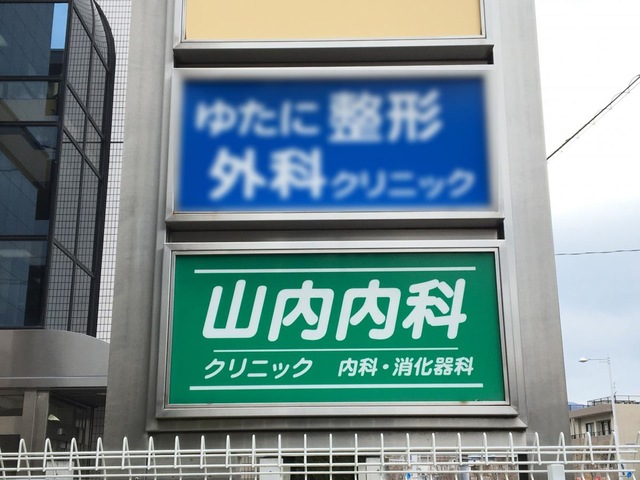 ゆたに整形
外科クリニック
山内内科
クリニック 内科・消化器科